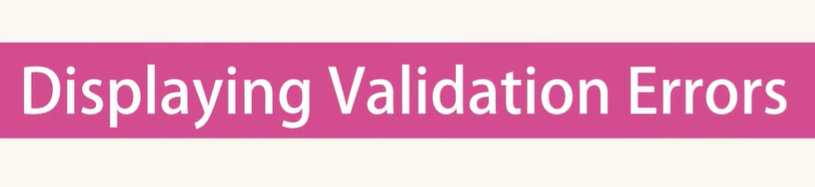 Displaying Validation Errors